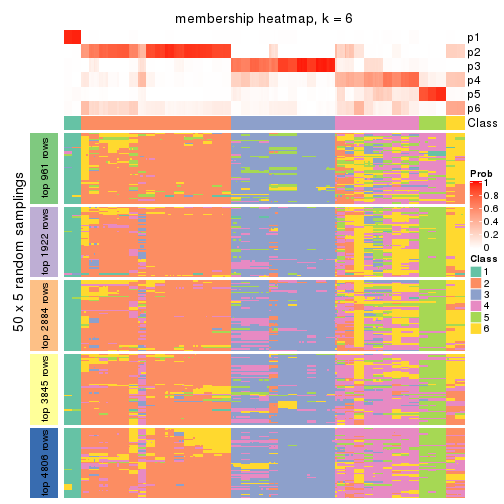 membership heatmap, k = 6
p1
p2
p3
p4
p5
p6
Class
50 x 5 random samplings
top 961 rows
top 1922 rows
top 2884 rows
top 3845 rows
top 4806 rows
Prob
1
0.8
0.6
0.4
0.2
0
Class
1
2
3
4
5
6